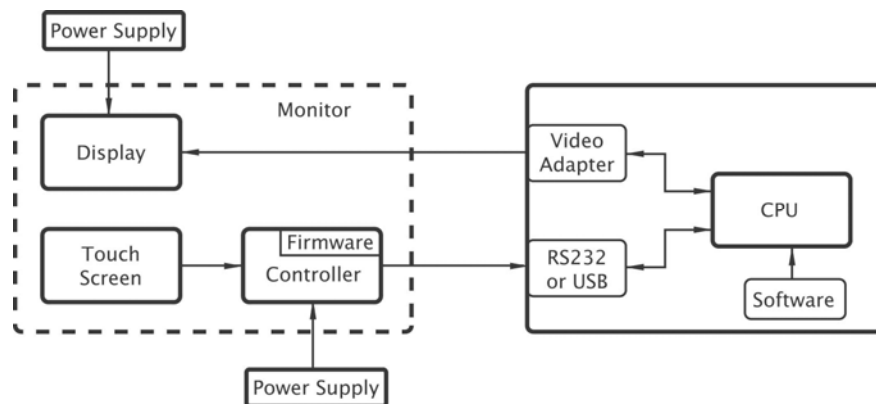 Power Supply
Monitor
Display
Video
Adapter
CPU
Touch
Screen
Firmware
Controller
RS232
or USB
Software
Power Supply